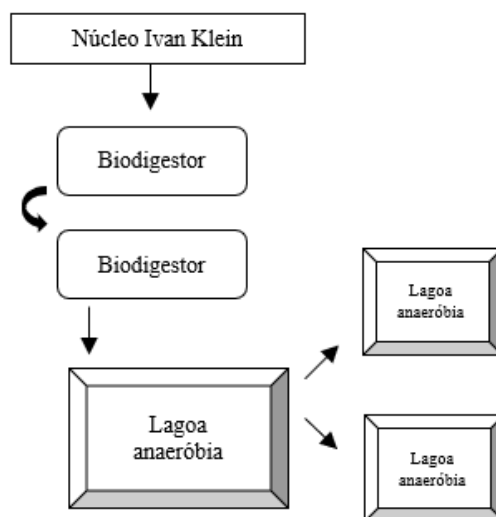 Núcleo Ivan Klein
Biodigestor
Biodigestor
Lagoa
anaeróbia
Lagoa
anaeróbia
Lagoa
anaeróbia